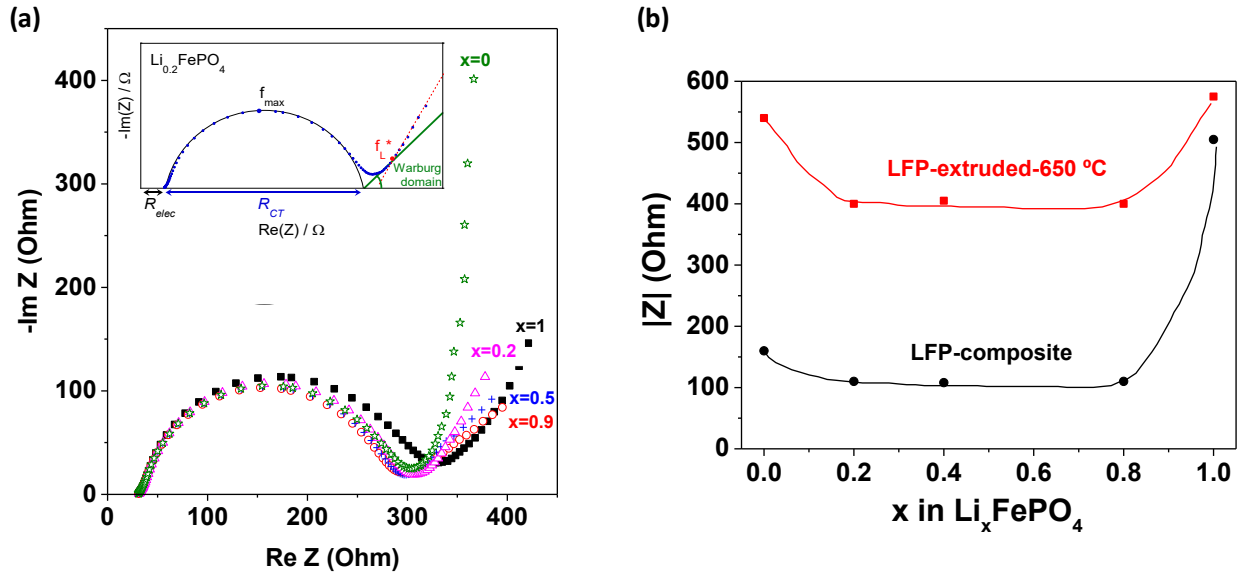 (a)
400
300
200
100
0
0
100
200
300
400
-Im Z (Ohm)
Re Z (Ohm)
x=0
x=1
x=0.2
x=0.5
x=0.9
Li0.2FePO4
-Im(Z) / Ω
fmax
fL*
Warburg
domain
Relec
RCT
Re(Z) / Ω
(b)
600
500
400
300
200
100
0
0.0
0.2
0.4
0.6
0.8
1.0
|Z| (Ohm)
LFP-extruded-650 ºC
LFP-composite
x in LixFePO4